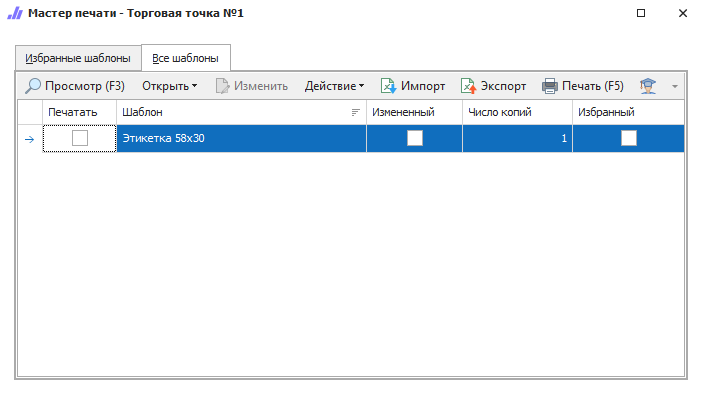 Мастер печати - Торговая точка №1
Избранные шаблоны Все шаблоны
Просмотр (F3) Открыть Изменить Действие Импорт Экспорт Печать (F5)
Печатать Шаблон Измененный Число копий Избранный
Этикетка 58x30 1